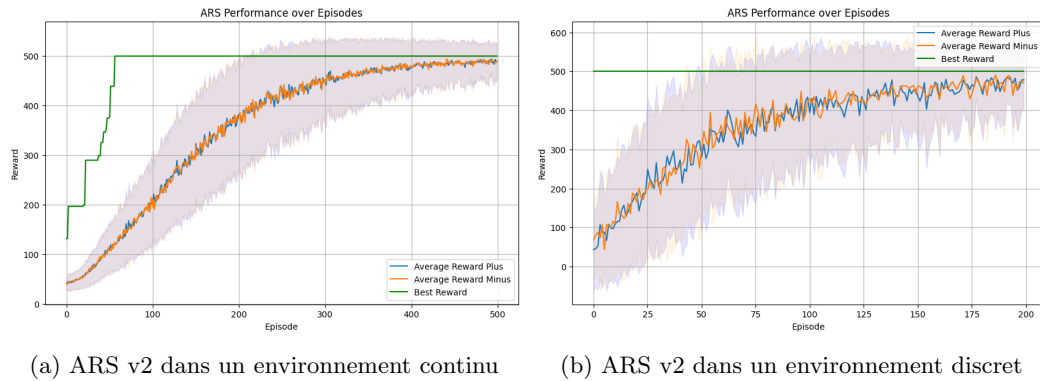 ARS Performance over Episodes
500
400
300
200
100
0
Reward
0 100 200 300 400 500
Episode
Average Reward Plus
Average Reward Minus
Best Reward
(a) ARS v2 dans un environnement continu
ARS Performance over Episodes
600
500
400
300
200
100
0
Reward
0 25 50 75 100 125 150 175 200
Episode
Average Reward Plus
Average Reward Minus
Best Reward
(b) ARS v2 dans un environnement discret